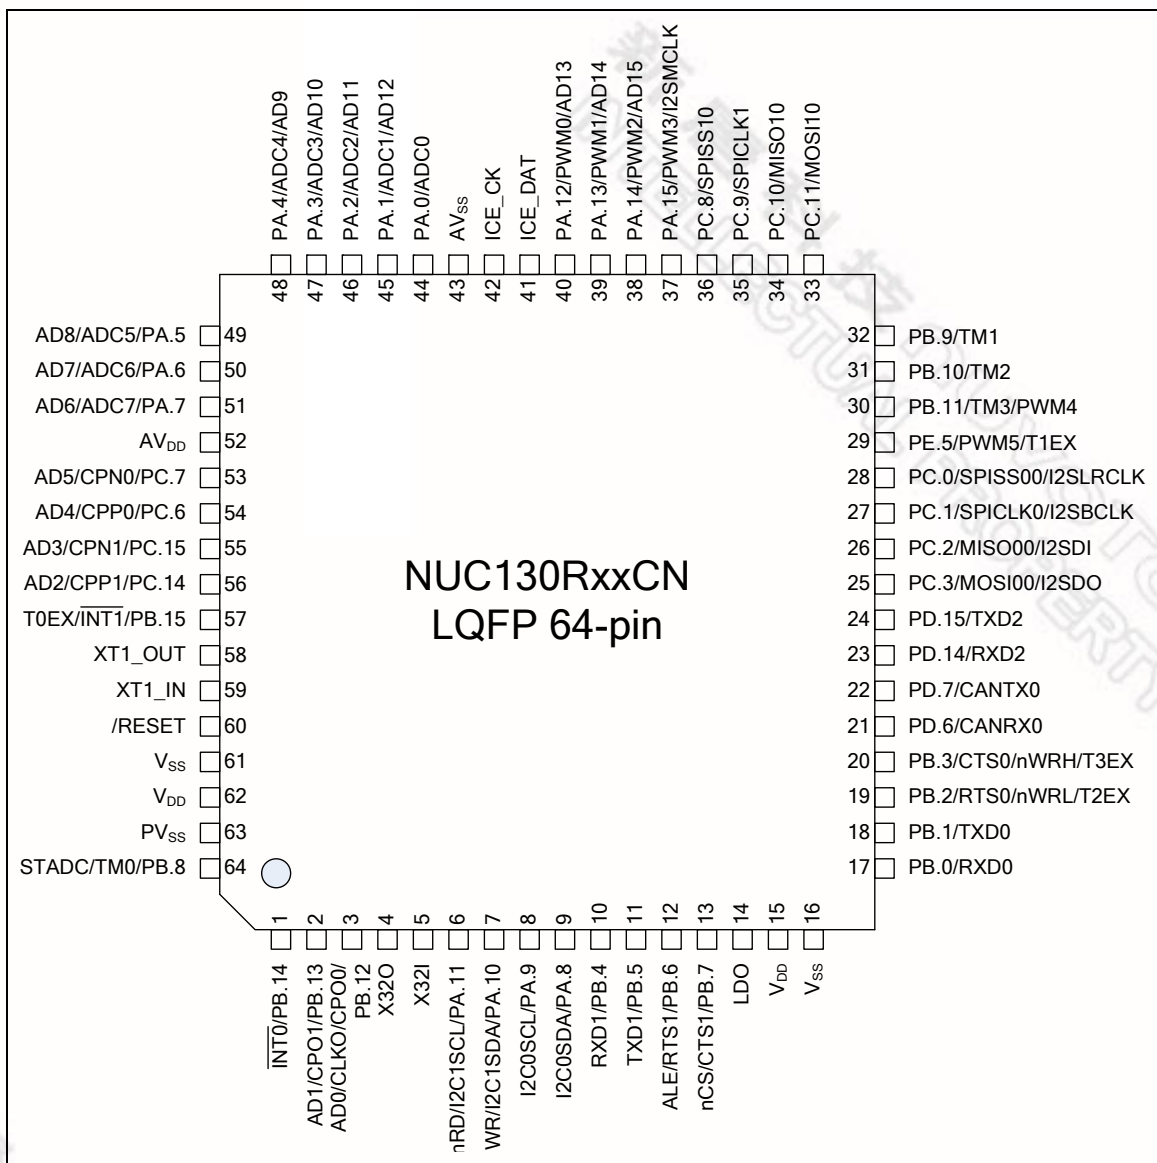 PA.4/ADC4/AD9
PA.3/ADC3/AD10
PA.2/ADC2/AD11
PA.1/ADC1/AD12
PA.0/ADC0
AVSS
ICE_CK
ICE_DAT
PA.12/PWM0/AD13
PA.13/PWM1/AD14
PA.14/PWM2/AD15
PA.15/PWM3/I2SMCLK
PC.8/SPISS10
PC.9/SPICLK1
PC.10/MISO10
PC.11/MOSI10
48 47 46 45 44 43 42 41 40 39 38 37 36 35 34 33
AD8/ADC5/PA.5 49
AD7/ADC6/PA.6 50
AD6/ADC7/PA.7 51
AVDD 52
AD5/CPN0/PC.7 53
AD4/CPP0/PC.6 54
AD3/CPN1/PC.15 55
AD2/CPP1/PC.14 56
T0EX/INT1/PB.15 57
XT1_OUT 58
XT1_IN 59
/RESET 60
VSS 61
VDD 62
PVSS 63
STADC/TM0/PB.8 64
NUC130RxxCN
LQFP 64-pin
32 PB.9/TM1
31 PB.10/TM2
30 PB.11/TM3/PWM4
29 PE.5/PWM5/T1EX
28 PC.0/SPISS00/I2SLRCLK
27 PC.1/SPICLK0/I2SBCLK
26 PC.2/MISO00/I2SDI
25 PC.3/MOSI00/I2SDO
24 PD.15/TXD2
23 PD.14/RXD2
22 PD.7/CANTX0
21 PD.6/CANRX0
20 PB.3/CTS0/nWRH/T3EX
19 PB.2/RTS0/nWRL/T2EX
18 PB.1/TXD0
17 PB.0/RXD0
1 2 3 4 5 6 7 8 9 10 11 12 13 14 15 16
INT0/PB.14
AD1/CPO1/PB.13
AD0/CLKO/CPO0/
PB.12
X32O
X32I
nRD/I2C1SCL/PA.11
WR/I2C1SDA/PA.10
I2C0SCL/PA.9
I2C0SDA/PA.8
RXD1/PB.4
TXD1/PB.5
ALE/RTS1/PB.6
nCS/CTS1/PB.7
LDO
VDD
VSS
新唐科技 nuvoTo
INTELLECTUAL PROPERTY